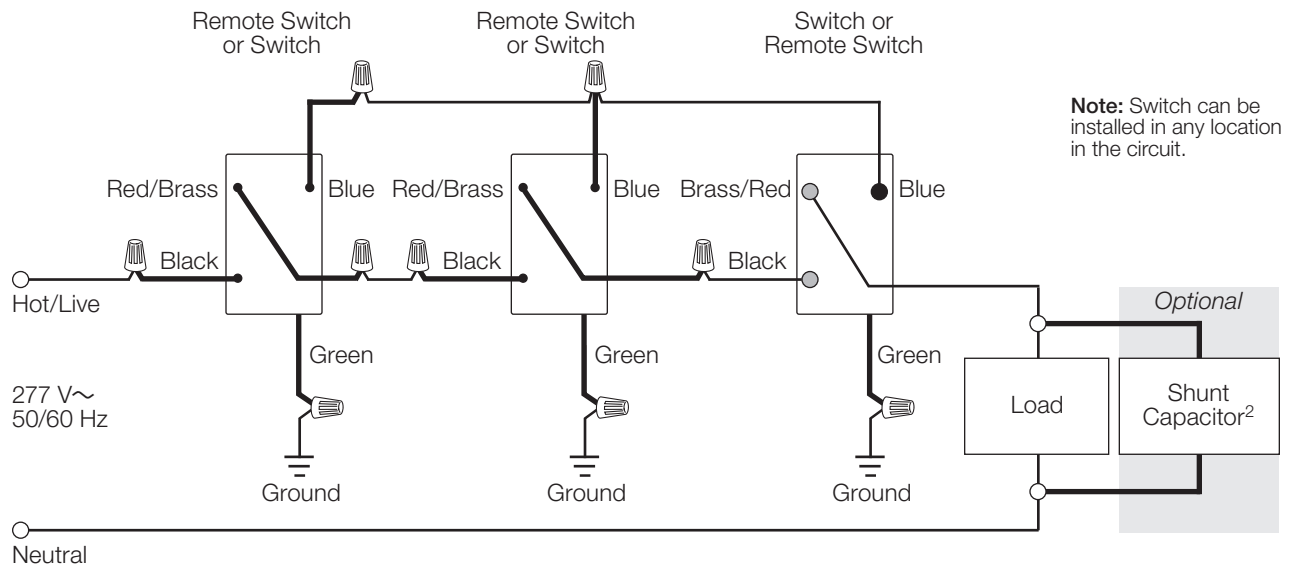 Remote Switch
or Switch
Remote Switch
or Switch
Switch or
Remote Switch
Note: Switch can be
installed in any location
in the circuit.
Red/Brass
Blue
Red/Brass
Blue
Brass/Red
Blue
Black
Black
Black
Hot/Live
Optional
Green
Green
Green
277 V~
50/60 Hz
Load
Shunt
Capacitor²
Ground
Ground
Ground
Neutral